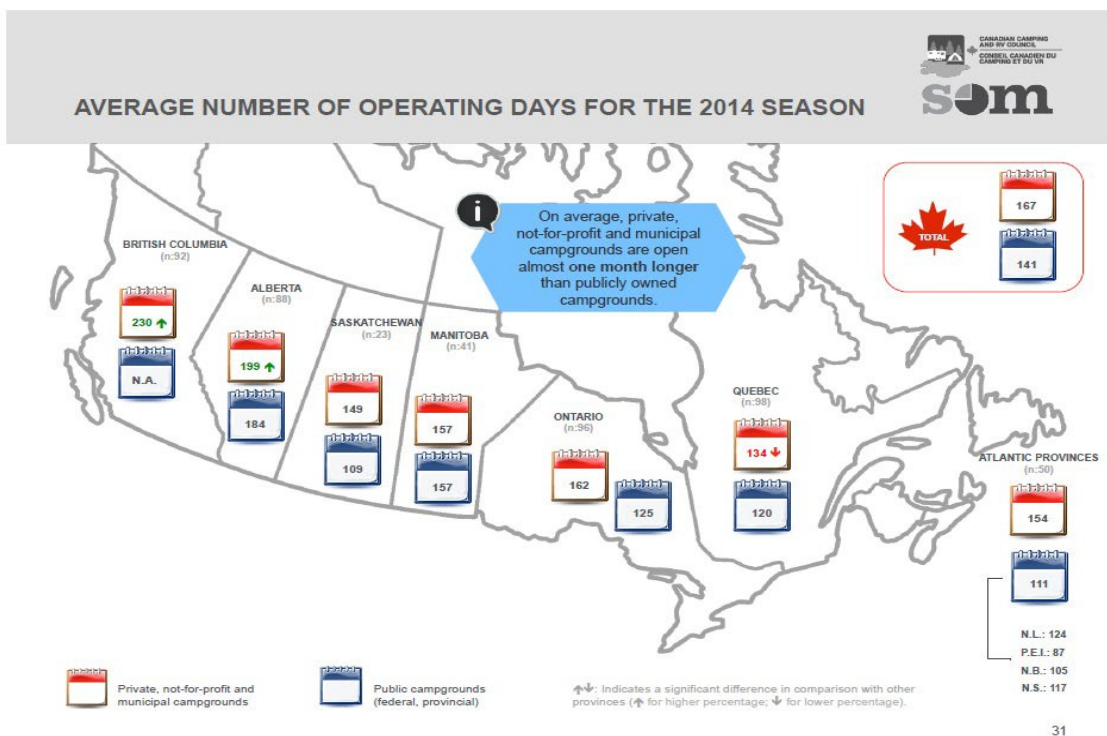 CANADIAN CAMPING
AND RV COUNCIL
CONSEIL CANADIEN DU
CAMPING ET DU VR
som
AVERAGE NUMBER OF OPERATING DAYS FOR THE 2014 SEASON
i
On average, private,
not-for-profit and municipal
campgrounds are open
almost one month longer
than publicly owned
campgrounds.
TOTAL
167
141
BRITISH COLUMBIA
(n:92)
230 ↑
N.A.
ALBERTA
(n:88)
199 ↑
184
SASKATCHEWAN
(n:23)
149
109
MANITOBA
(n:41)
157
157
ONTARIO
(n:96)
162
125
QUEBEC
(n:98)
134 ↓
120
ATLANTIC PROVINCES
(n:50)
154
111
N.L.: 124
P.E.I.: 87
N.B.: 105
N.S.: 117
Private, not-for-profit and
municipal campgrounds
Public campgrounds
(federal, provincial)
↑↓: Indicates a significant difference in comparison with other
provinces (↑ for higher percentage; ↓ for lower percentage).
31